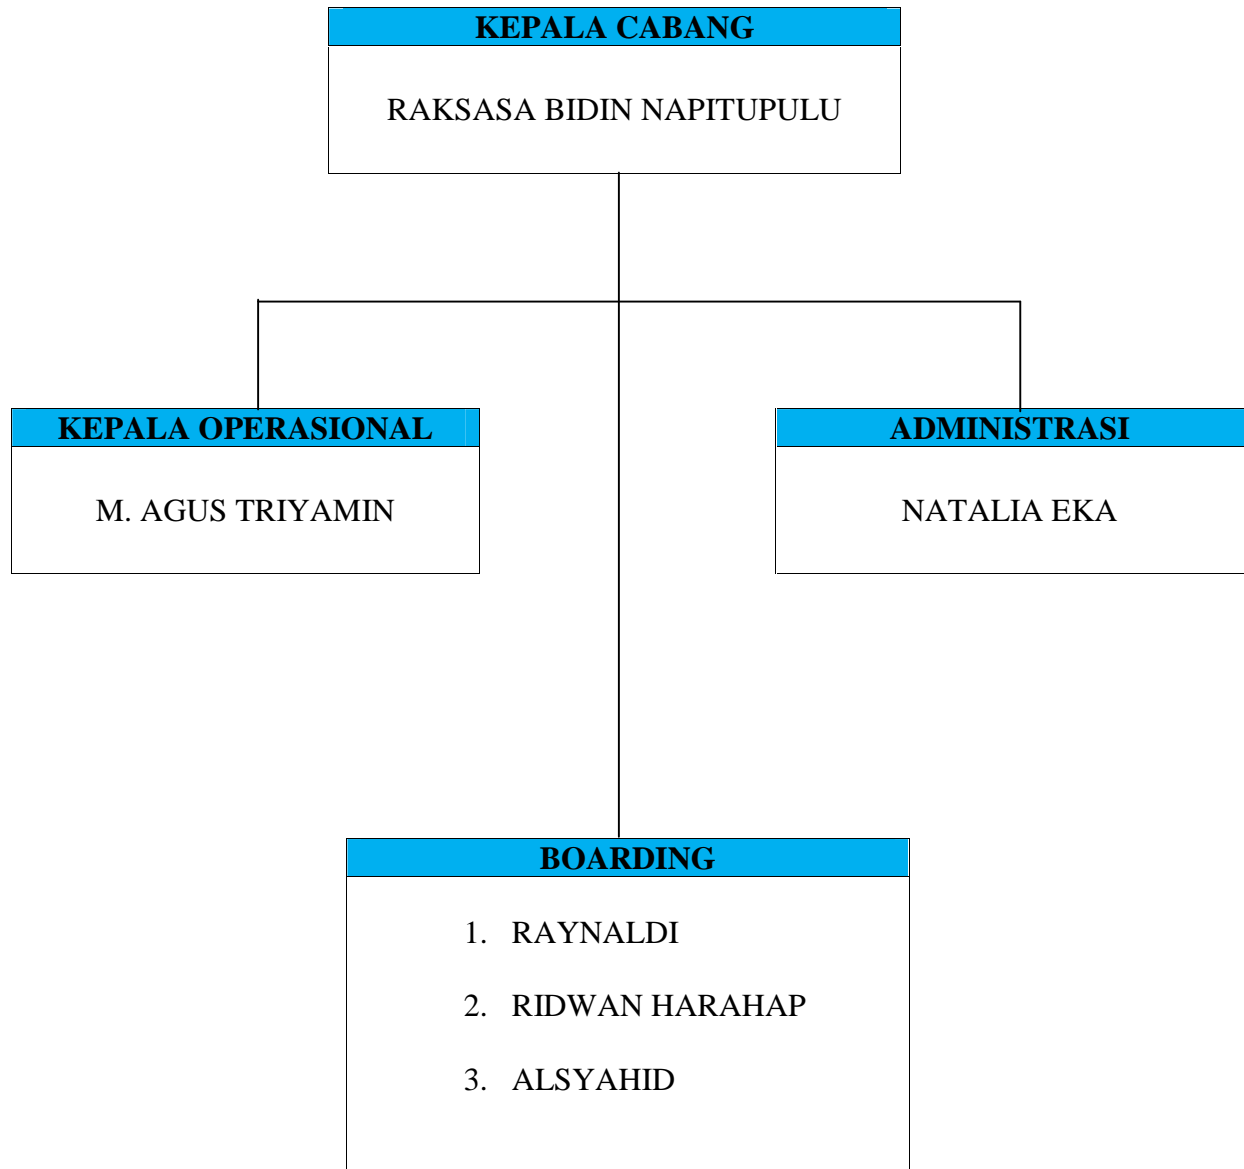 KEPALA CABANG
RAKSASA BIDIN NAPITUPULU
KEPALA OPERASIONAL
M. AGUS TRIYAMIN
ADMINISTRASI
NATALIA EKA
BOARDING
1. RAYNALDI
2. RIDWAN HARAHAP
3. ALSYAHID